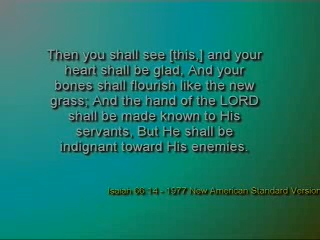 Then you shall see [this,] and your
heart shall be glad, And your
bones shall flourish like the new
grass; And the hand of the LORD
shall be made known to His
servants, But He shall be
indignant toward His enemies.
Isaiah 66:14 - 1977 New American Standard Version